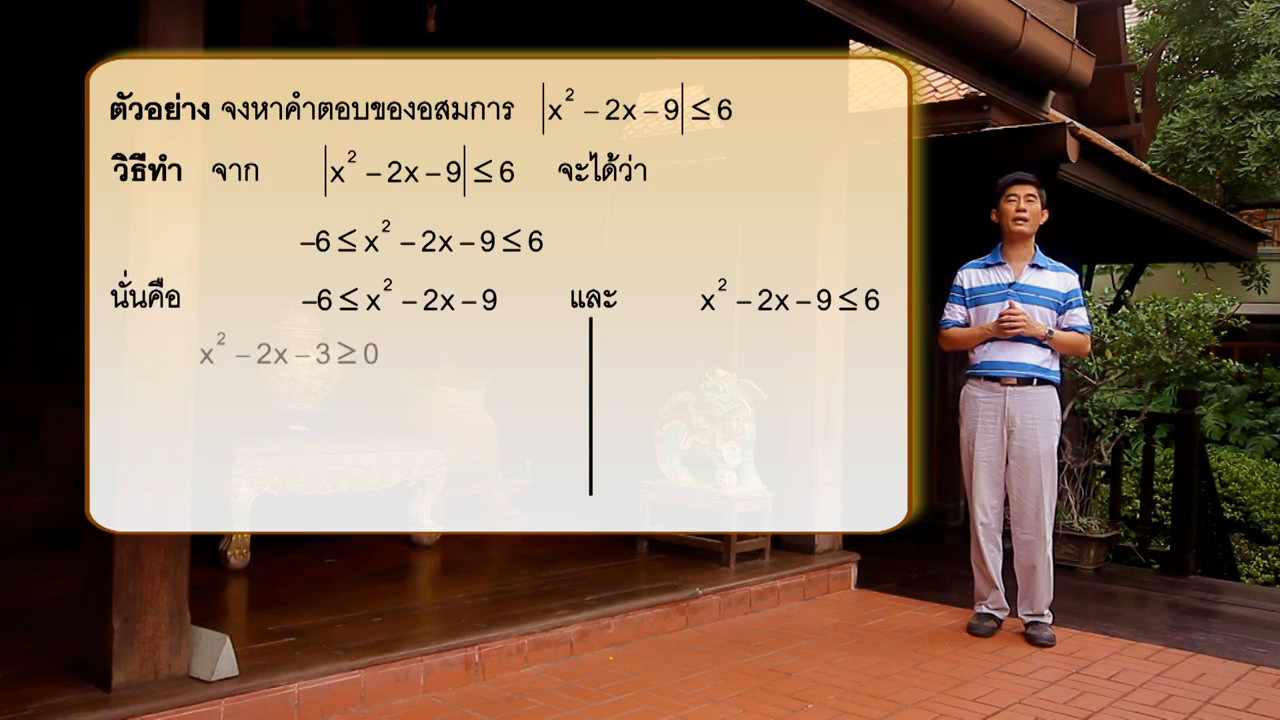 ตัวอย่าง จงหาคำตอบของอสมการ |x² – 2x – 9| ≤ 6
วิธีทำ จาก |x² – 2x – 9| ≤ 6 จะได้ว่า
–6 ≤ x² – 2x – 9 ≤ 6
นั่นคือ –6 ≤ x² – 2x – 9 และ x² – 2x – 9 ≤ 6
x² – 2x – 3 ≥ 0